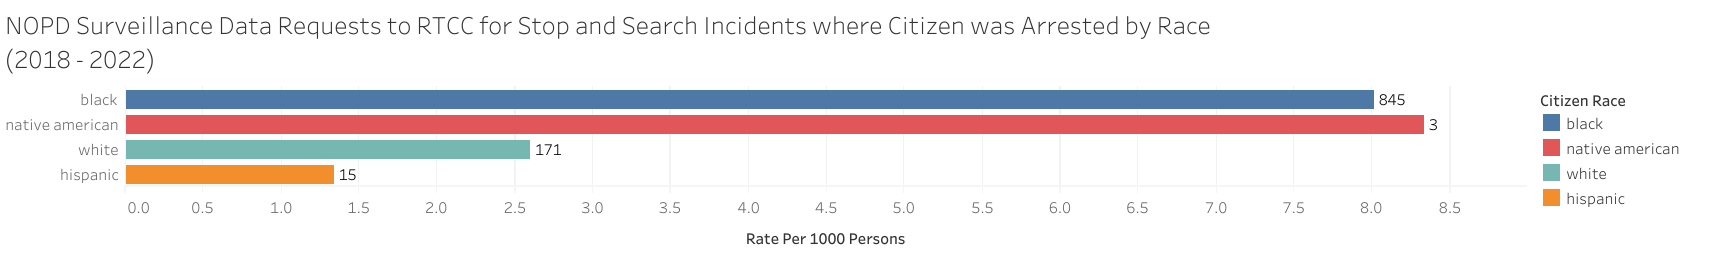 NOPD Surveillance Data Requests to RTCC for Stop and Search Incidents where Citizen was Arrested by Race
(2018 - 2022)
black 845
native american 3
white 171
hispanic 15
0.0 0.5 1.0 1.5 2.0 2.5 3.0 3.5 4.0 4.5 5.0 5.5 6.0 6.5 7.0 7.5 8.0 8.5
Rate Per 1000 Persons
Citizen Race
black
native american
white
hispanic